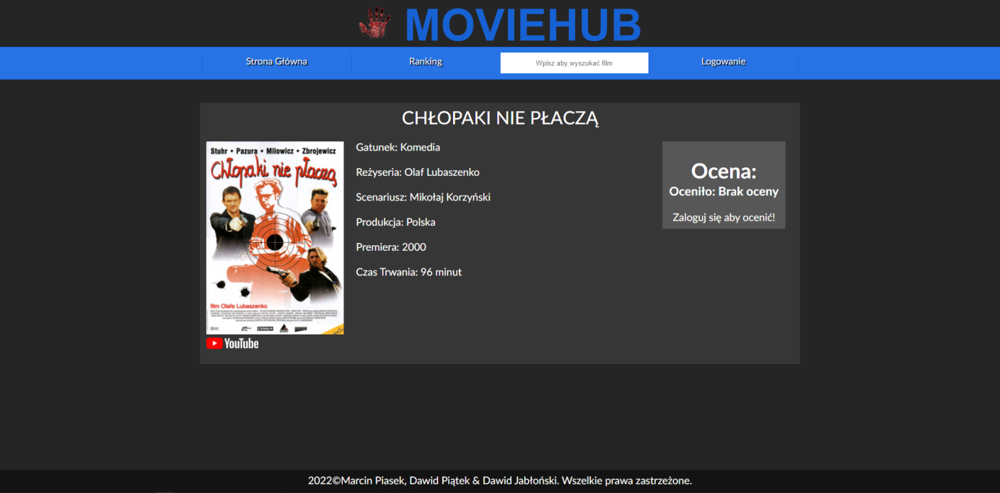 MOVIEHUB
Strona Główna
Ranking
Wpisz aby wyszukać film
Logowanie
CHŁOPAKI NIE PŁACZĄ
Stuhr • Pazura • Milowicz • Zbrojewicz
Chłopaki nie płaczą
film Olafa Lubaszenko
CANAL+
YouTube
Gatunek: Komedia
Reżyseria: Olaf Lubaszenko
Scenariusz: Mikołaj Korzyński
Produkcja: Polska
Premiera: 2000
Czas Trwania: 96 minut
Ocena:
Oceniło: Brak oceny
Zaloguj się aby ocenić!
2022©Marcin Piasek, Dawid Piątek & Dawid Jabłoński. Wszelkie prawa zastrzeżone.